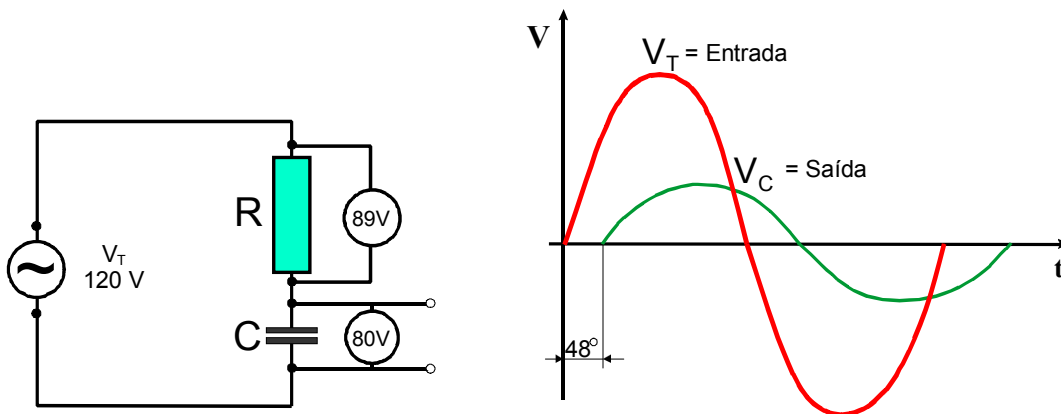 R
89V
V_T
120 V
C
80V
V
V_T = Entrada
V_C = Saída
t
48°